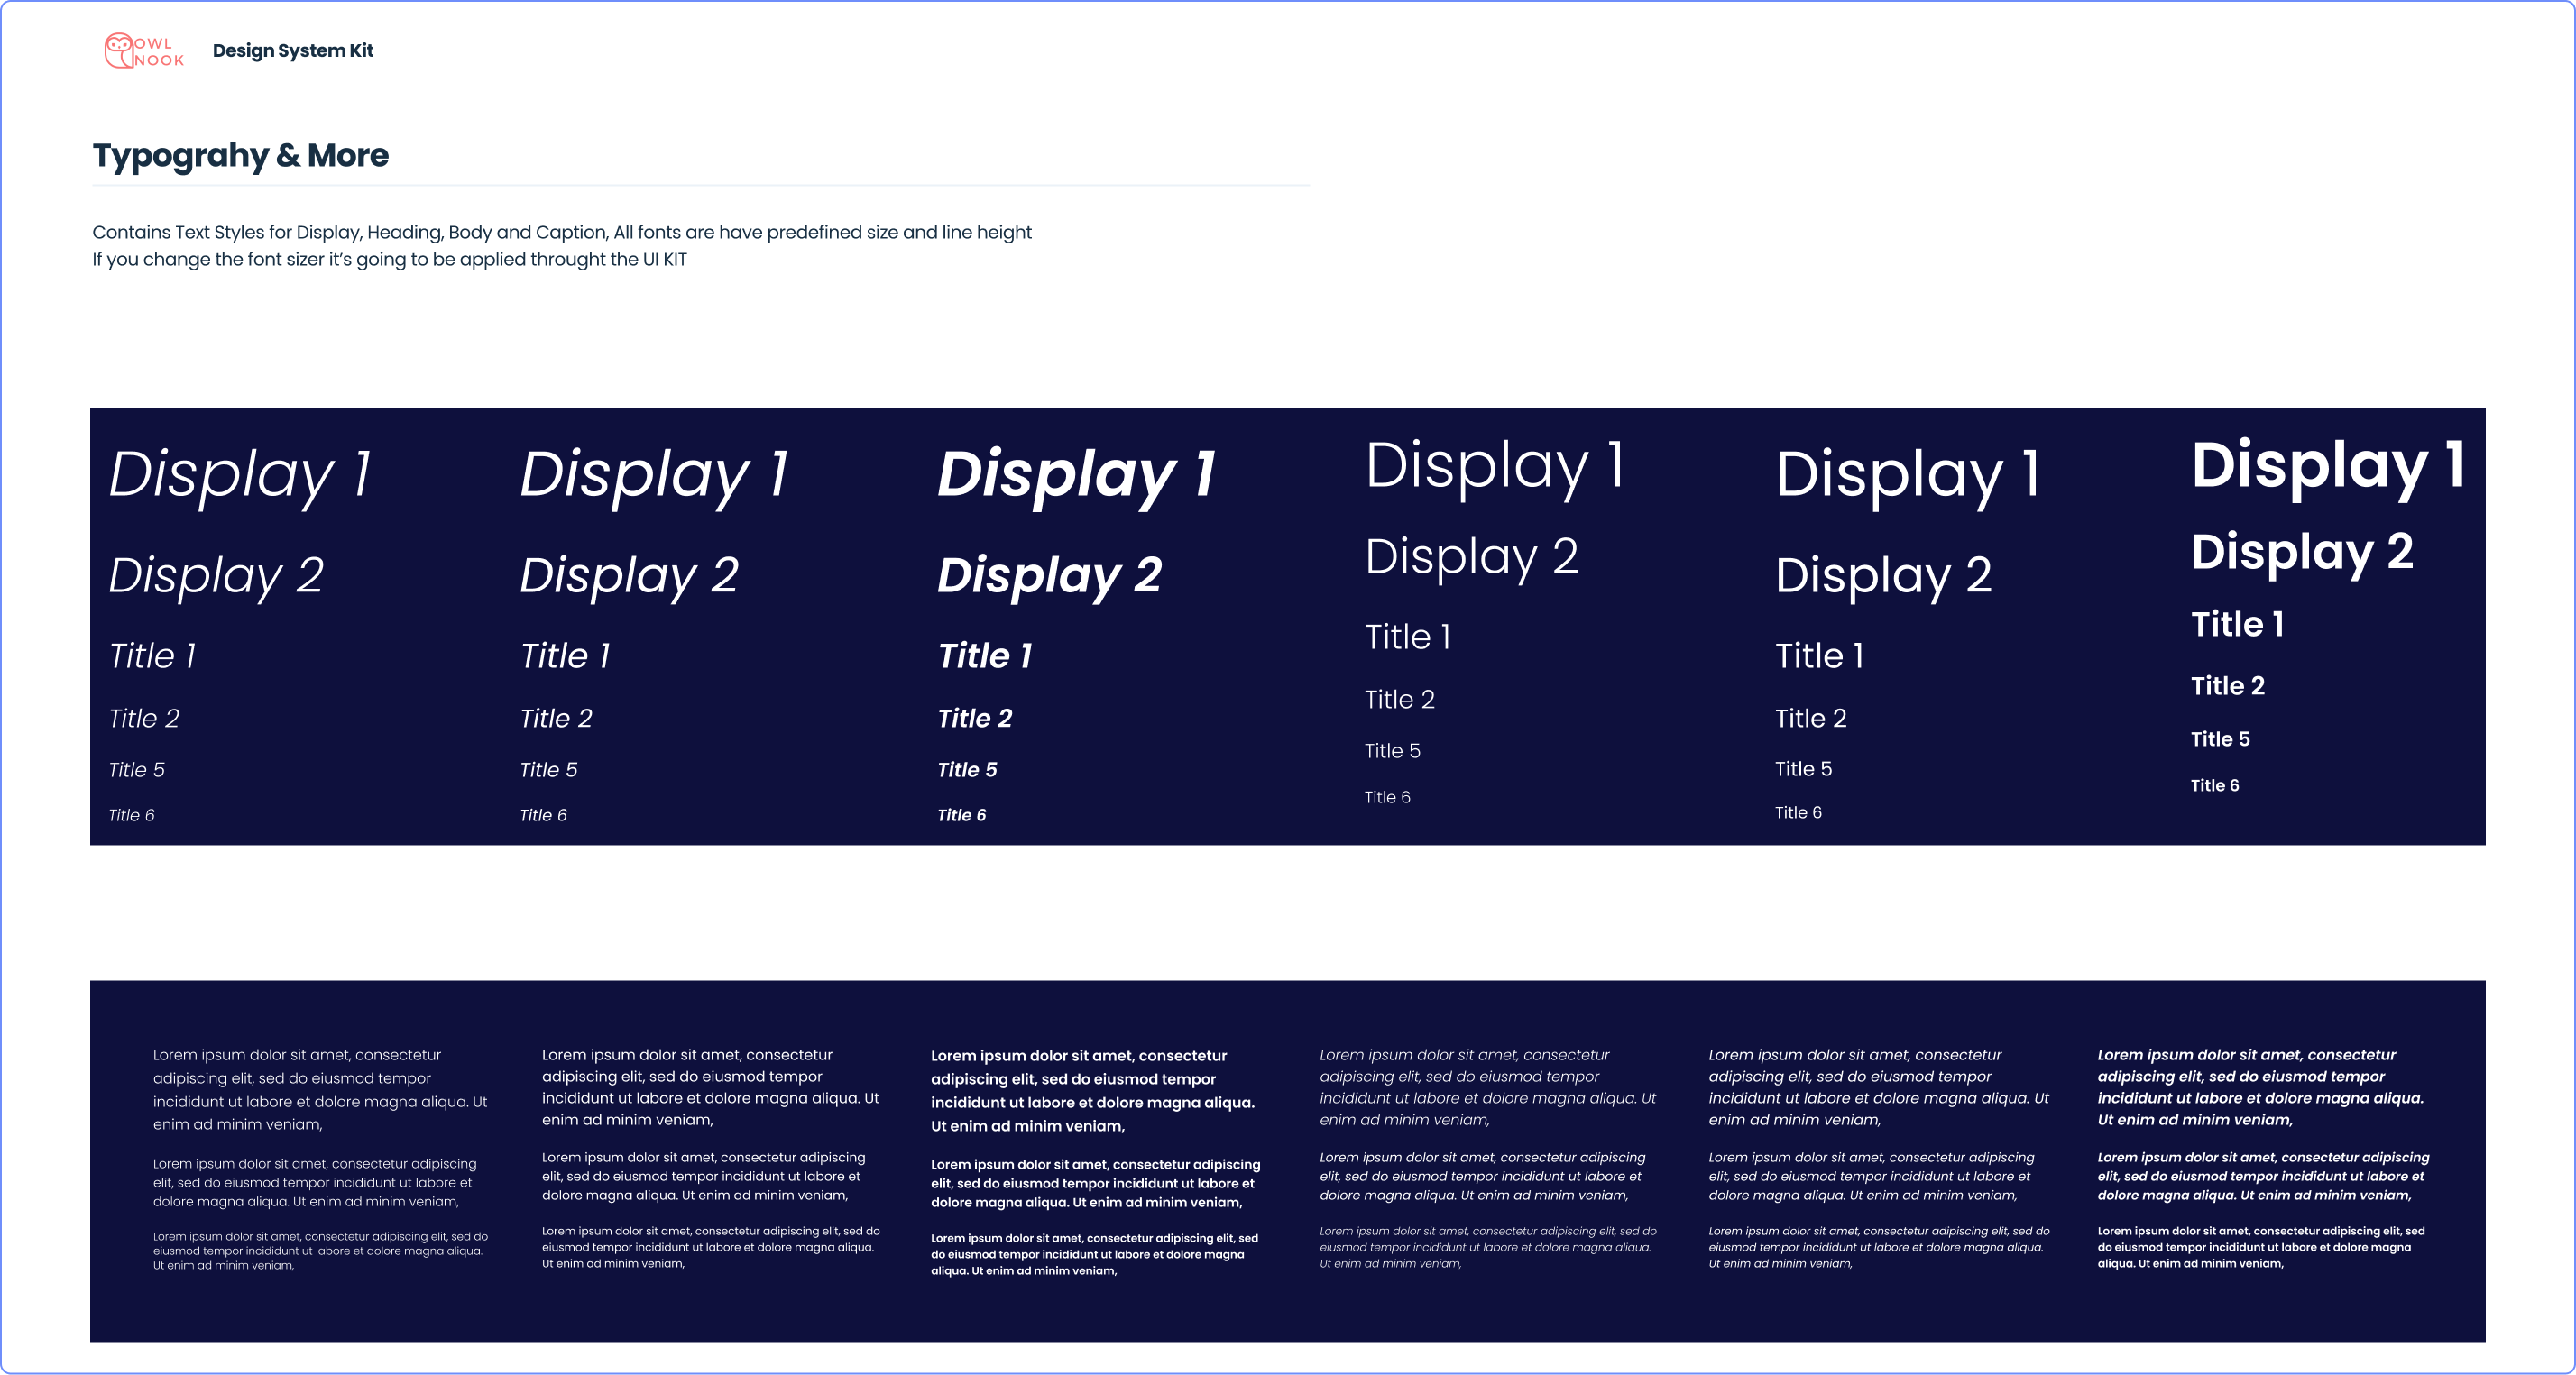 OWL
NOOK
Design System Kit
Typograhy & More
Contains Text Styles for Display, Heading, Body and Caption, All fonts are have predefined size and line height
If you change the font sizer it’s going to be applied throught the UI KIT
Display 1
Display 2
Title 1
Title 2
Title 5
Title 6
Display 1
Display 2
Title 1
Title 2
Title 5
Title 6
Display 1
Display 2
Title 1
Title 2
Title 5
Title 6
Display 1
Display 2
Title 1
Title 2
Title 5
Title 6
Display 1
Display 2
Title 1
Title 2
Title 5
Title 6
Display 1
Display 2
Title 1
Title 2
Title 5
Title 6
Lorem ipsum dolor sit amet, consectetur
adipiscing elit, sed do eiusmod tempor
incididunt ut labore et dolore magna aliqua. Ut
enim ad minim veniam,
Lorem ipsum dolor sit amet, consectetur adipiscing
elit, sed do eiusmod tempor incididunt ut labore et
dolore magna aliqua. Ut enim ad minim veniam,
Lorem ipsum dolor sit amet, consectetur adipiscing elit, sed do
eiusmod tempor incididunt ut labore et dolore magna aliqua.
Ut enim ad minim veniam,
Lorem ipsum dolor sit amet, consectetur
adipiscing elit, sed do eiusmod tempor
incididunt ut labore et dolore magna aliqua. Ut
enim ad minim veniam,
Lorem ipsum dolor sit amet, consectetur adipiscing
elit, sed do eiusmod tempor incididunt ut labore et
dolore magna aliqua. Ut enim ad minim veniam,
Lorem ipsum dolor sit amet, consectetur adipiscing elit, sed do
eiusmod tempor incididunt ut labore et dolore magna aliqua.
Ut enim ad minim veniam,
Lorem ipsum dolor sit amet, consectetur
adipiscing elit, sed do eiusmod tempor
incididunt ut labore et dolore magna aliqua.
Ut enim ad minim veniam,
Lorem ipsum dolor sit amet, consectetur adipiscing
elit, sed do eiusmod tempor incididunt ut labore et
dolore magna aliqua. Ut enim ad minim veniam,
Lorem ipsum dolor sit amet, consectetur adipiscing elit, sed
do eiusmod tempor incididunt ut labore et dolore magna
aliqua. Ut enim ad minim veniam,
Lorem ipsum dolor sit amet, consectetur
adipiscing elit, sed do eiusmod tempor
incididunt ut labore et dolore magna aliqua. Ut
enim ad minim veniam,
Lorem ipsum dolor sit amet, consectetur adipiscing
elit, sed do eiusmod tempor incididunt ut labore et
dolore magna aliqua. Ut enim ad minim veniam,
Lorem ipsum dolor sit amet, consectetur adipiscing elit, sed do
eiusmod tempor incididunt ut labore et dolore magna aliqua.
Ut enim ad minim veniam,
Lorem ipsum dolor sit amet, consectetur
adipiscing elit, sed do eiusmod tempor
incididunt ut labore et dolore magna aliqua. Ut
enim ad minim veniam,
Lorem ipsum dolor sit amet, consectetur adipiscing
elit, sed do eiusmod tempor incididunt ut labore et
dolore magna aliqua. Ut enim ad minim veniam,
Lorem ipsum dolor sit amet, consectetur adipiscing elit, sed do
eiusmod tempor incididunt ut labore et dolore magna aliqua.
Ut enim ad minim veniam,
Lorem ipsum dolor sit amet, consectetur
adipiscing elit, sed do eiusmod tempor
incididunt ut labore et dolore magna aliqua.
Ut enim ad minim veniam,
Lorem ipsum dolor sit amet, consectetur adipiscing
elit, sed do eiusmod tempor incididunt ut labore et
dolore magna aliqua. Ut enim ad minim veniam,
Lorem ipsum dolor sit amet, consectetur adipiscing elit, sed
do eiusmod tempor incididunt ut labore et dolore magna
aliqua. Ut enim ad minim veniam,